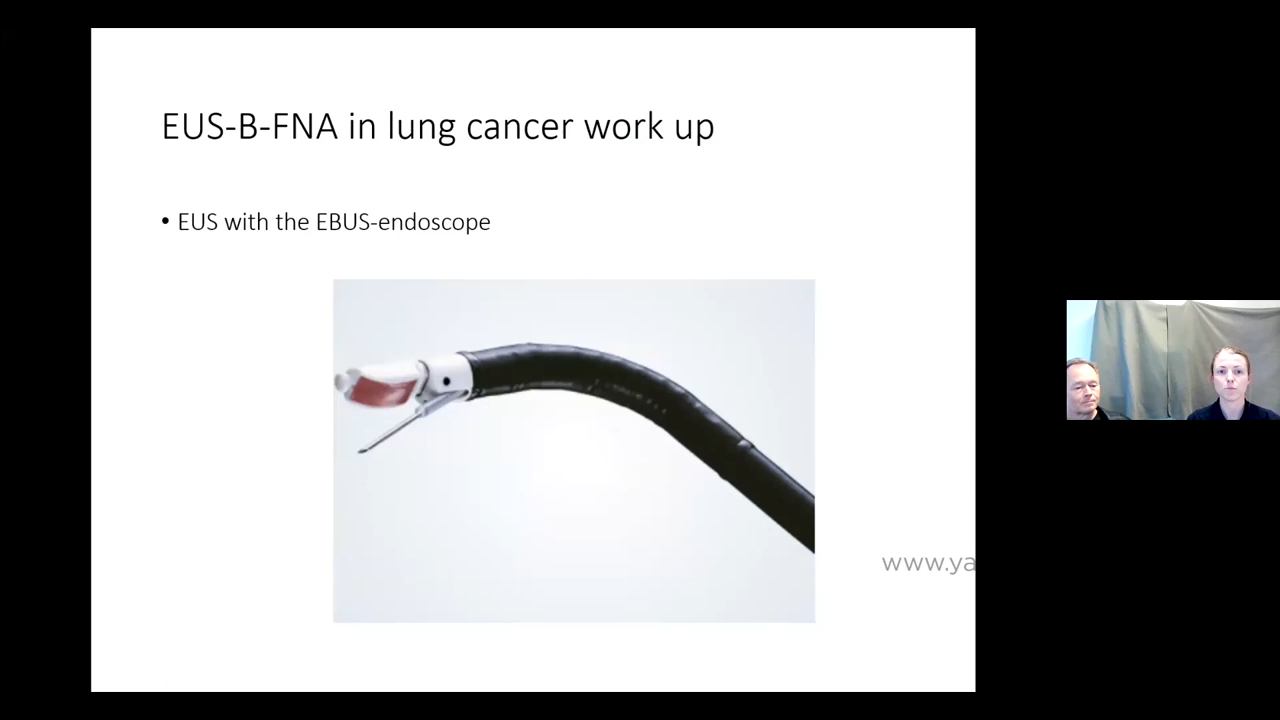 EUS-B-FNA in lung cancer work up
• EUS with the EBUS-endoscope
www.ya